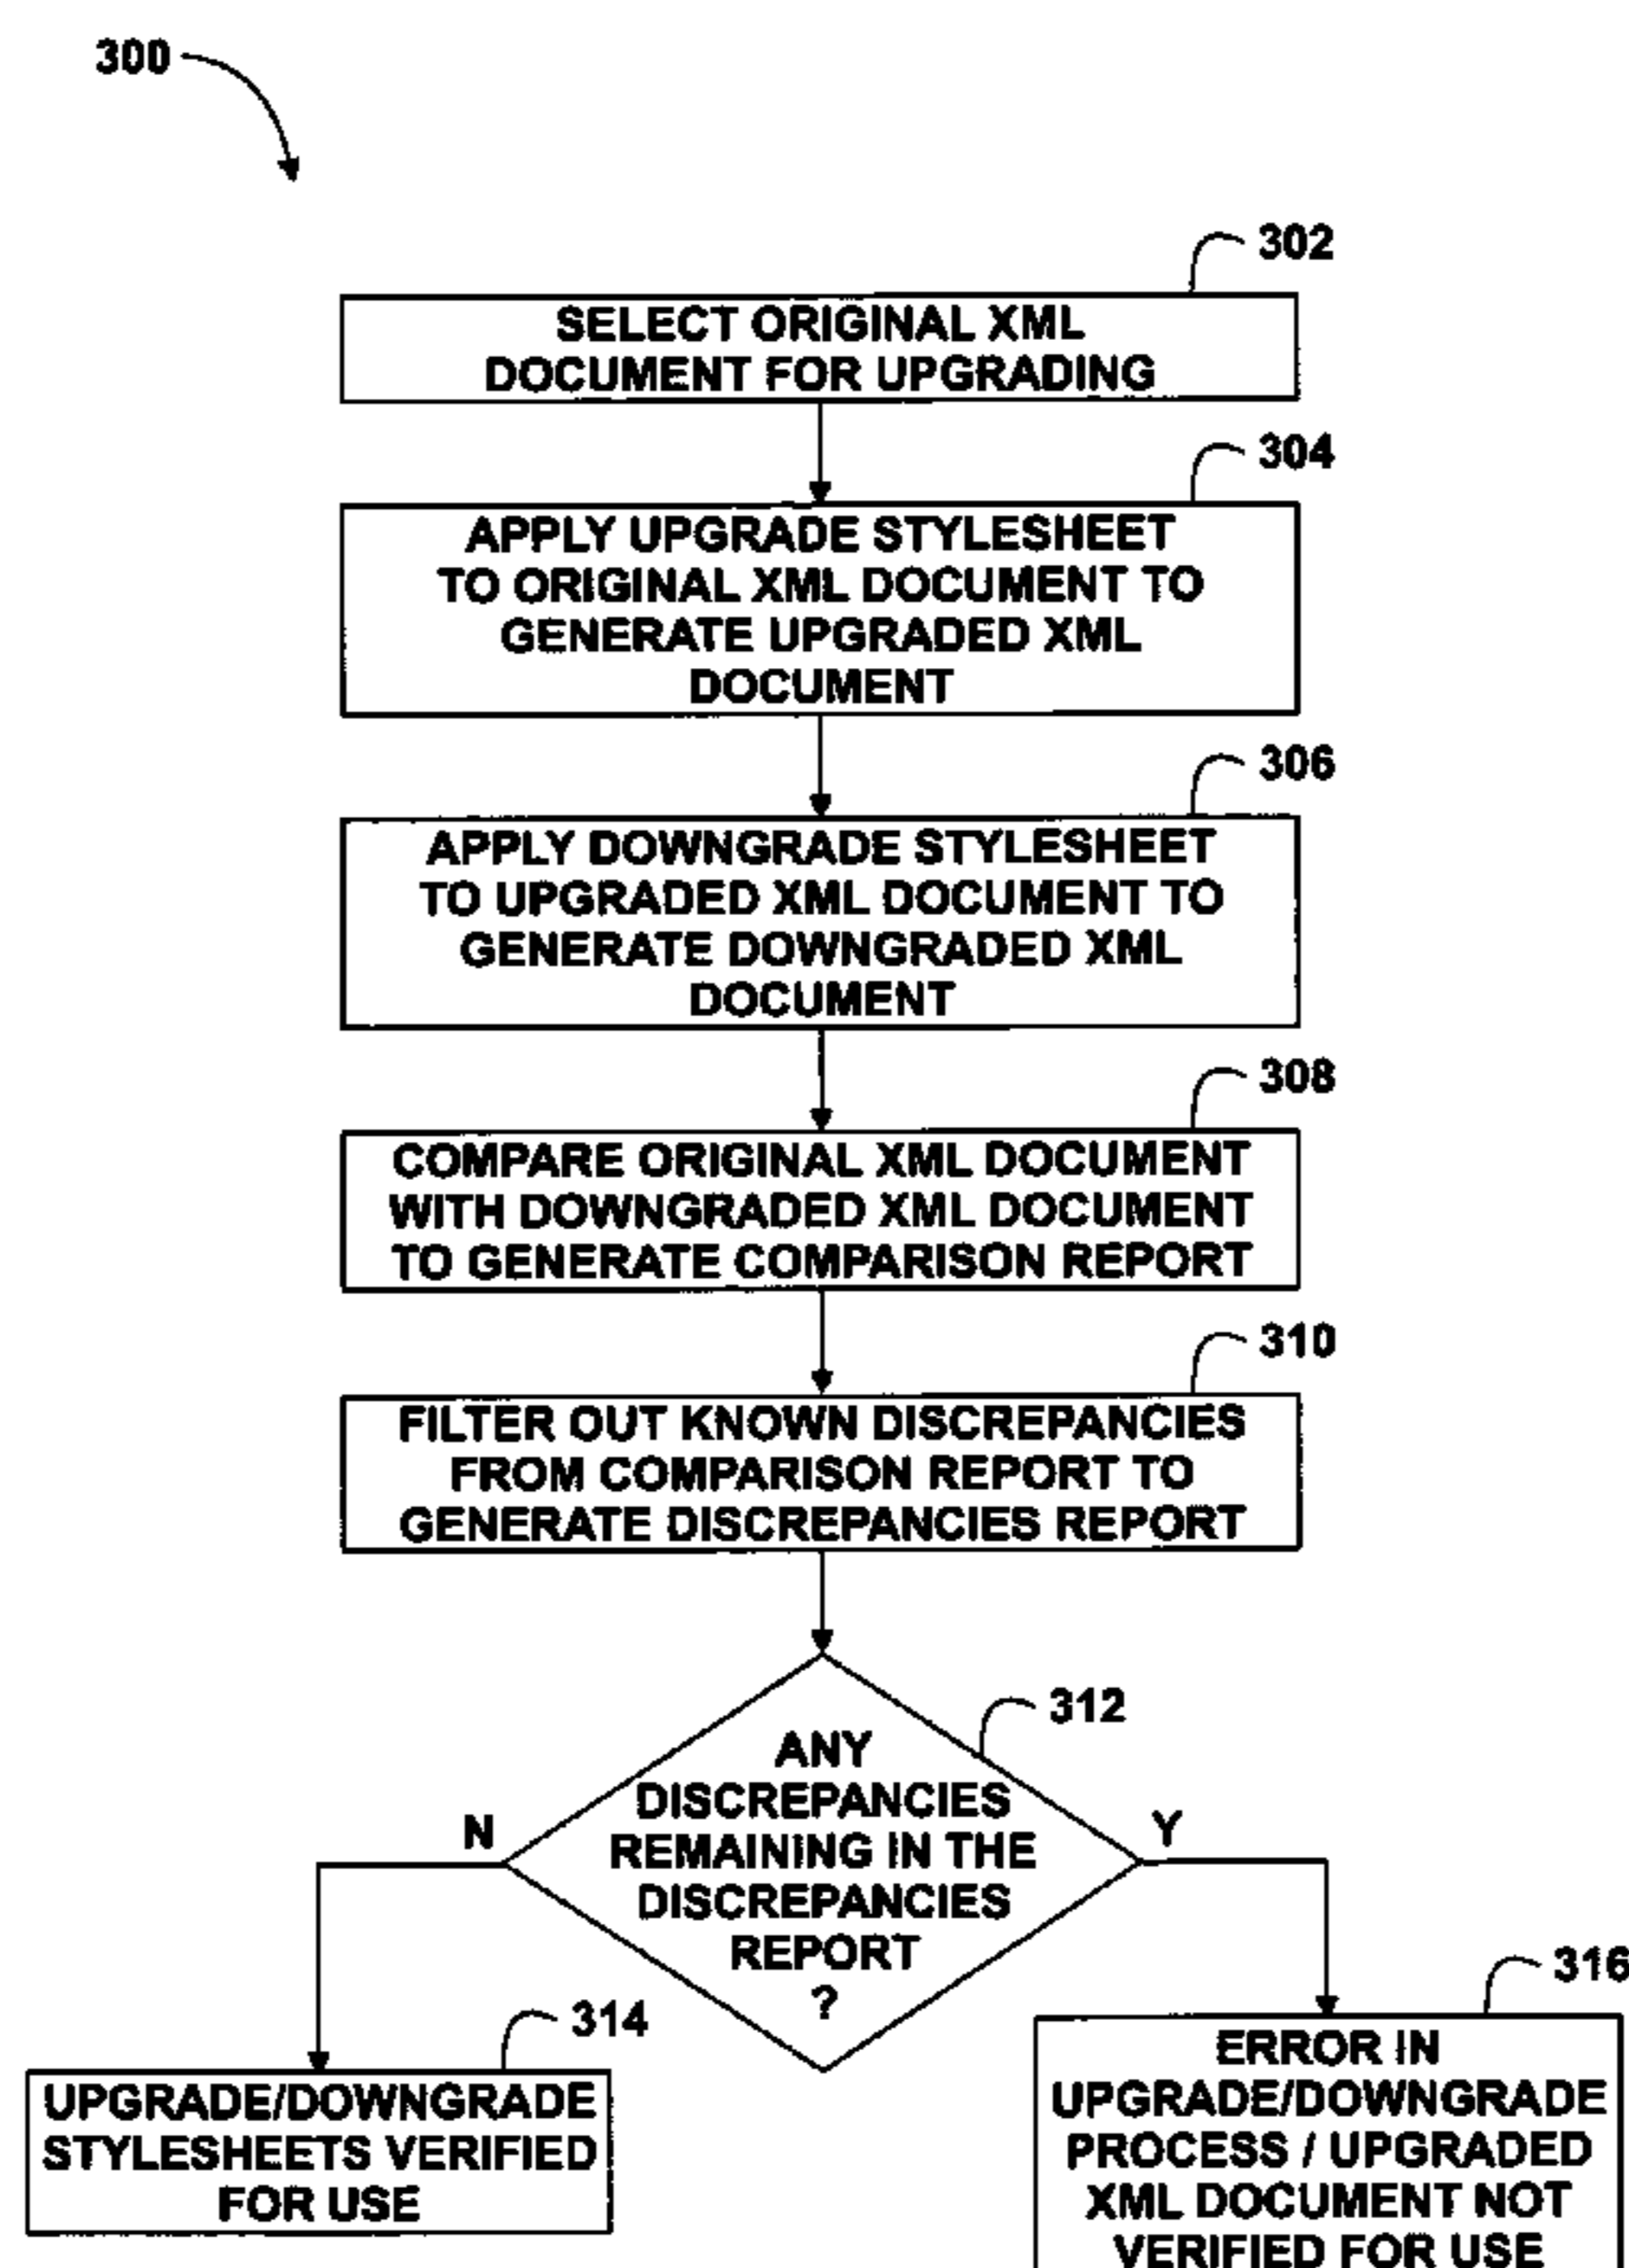 300
302
SELECT ORIGINAL XML
DOCUMENT FOR UPGRADING
304
APPLY UPGRADE STYLESHEET
TO ORIGINAL XML DOCUMENT TO
GENERATE UPGRADED XML
DOCUMENT
306
APPLY DOWNGRADE STYLESHEET
TO UPGRADED XML DOCUMENT TO
GENERATE DOWNGRADED XML
DOCUMENT
308
COMPARE ORIGINAL XML DOCUMENT
WITH DOWNGRADED XML DOCUMENT
TO GENERATE COMPARISON REPORT
310
FILTER OUT KNOWN DISCREPANCIES
FROM COMPARISON REPORT TO
GENERATE DISCREPANCIES REPORT
312
ANY
DISCREPANCIES
REMAINING IN THE
DISCREPANCIES
REPORT
?
N
Y
314
UPGRADE/DOWNGRADE
STYLESHEETS VERIFIED
FOR USE
316
ERROR IN
UPGRADE/DOWNGRADE
PROCESS / UPGRADED
XML DOCUMENT NOT
VERIFIED FOR USE